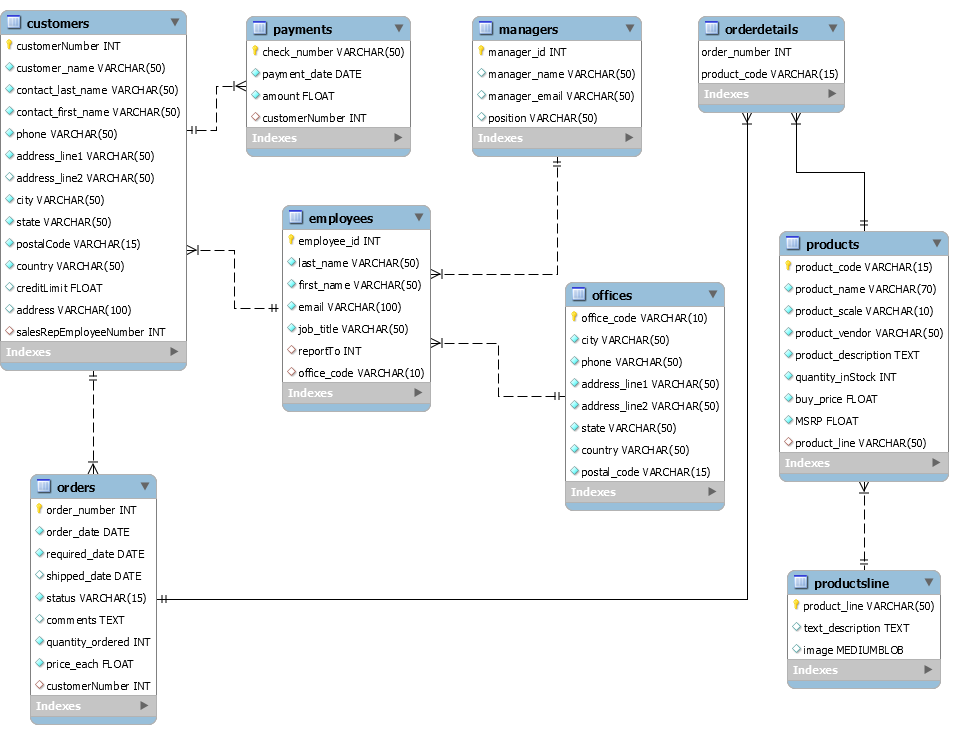 customers
customerNumber INT
customer_name VARCHAR(50)
contact_last_name VARCHAR(50)
contact_first_name VARCHAR(50)
phone VARCHAR(50)
address_line1 VARCHAR(50)
address_line2 VARCHAR(50)
city VARCHAR(50)
state VARCHAR(50)
postalCode VARCHAR(15)
country VARCHAR(50)
creditLimit FLOAT
address VARCHAR(100)
salesRepEmployeeNumber INT
Indexes
payments
check_number VARCHAR(50)
payment_date DATE
amount FLOAT
customerNumber INT
Indexes
managers
manager_id INT
manager_name VARCHAR(50)
manager_email VARCHAR(50)
position VARCHAR(50)
Indexes
orderdetails
order_number INT
product_code VARCHAR(15)
Indexes
employees
employee_id INT
last_name VARCHAR(50)
first_name VARCHAR(50)
email VARCHAR(100)
job_title VARCHAR(50)
reportTo INT
office_code VARCHAR(10)
Indexes
offices
office_code VARCHAR(10)
city VARCHAR(50)
phone VARCHAR(50)
address_line1 VARCHAR(50)
address_line2 VARCHAR(50)
state VARCHAR(50)
country VARCHAR(50)
postal_code VARCHAR(15)
Indexes
products
product_code VARCHAR(15)
product_name VARCHAR(70)
product_scale VARCHAR(10)
product_vendor VARCHAR(50)
product_description TEXT
quantity_inStock INT
buy_price FLOAT
MSRP FLOAT
product_line VARCHAR(50)
Indexes
orders
order_number INT
order_date DATE
required_date DATE
shipped_date DATE
status VARCHAR(15)
comments TEXT
quantity_ordered INT
price_each FLOAT
customerNumber INT
Indexes
productsline
product_line VARCHAR(50)
text_description TEXT
image MEDIUMBLOB
Indexes